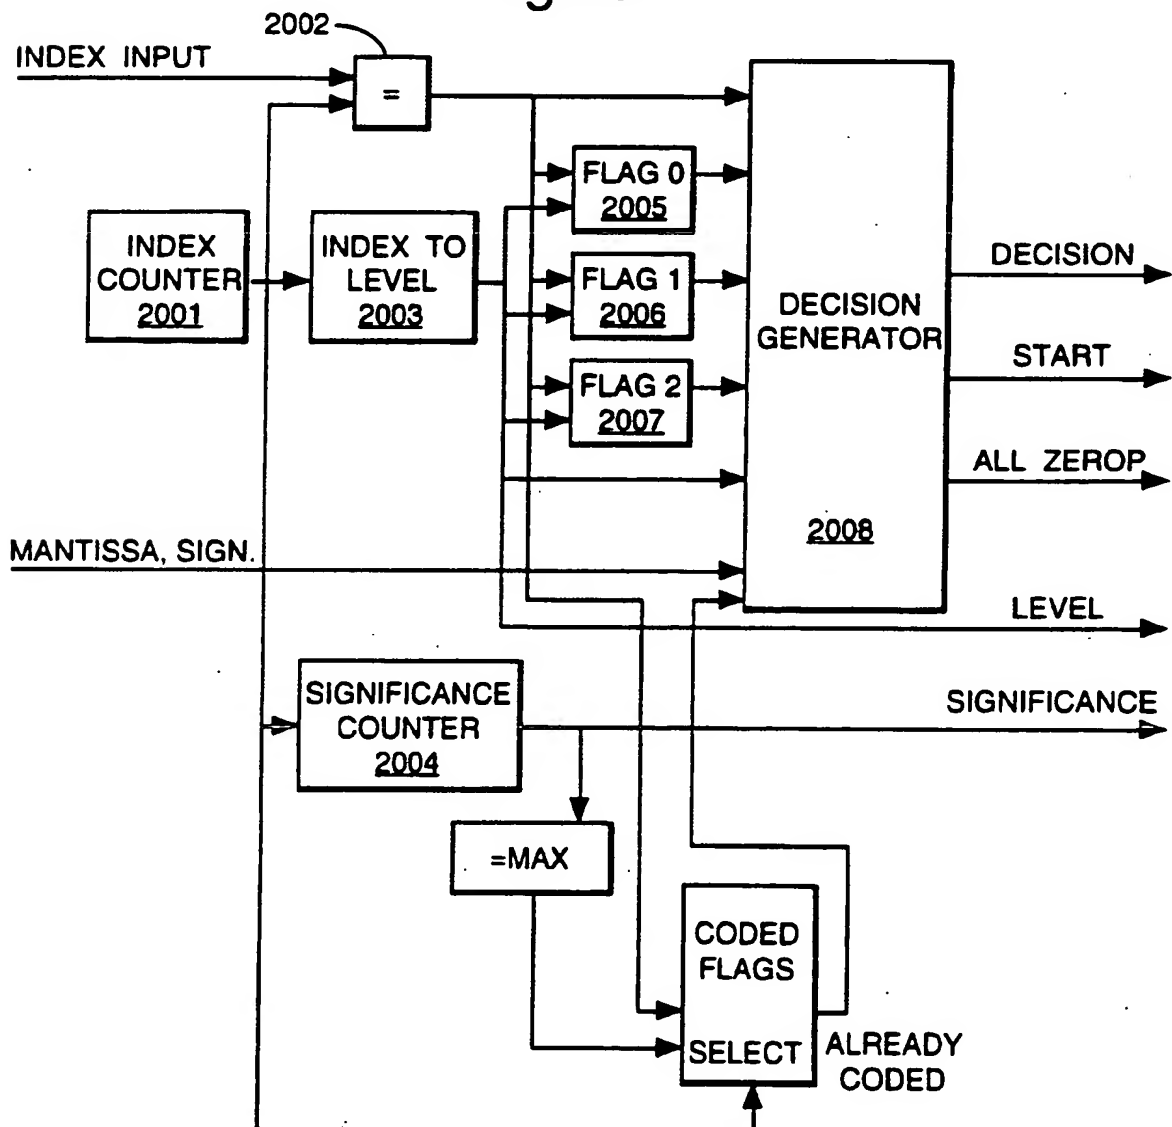 2002
INDEX INPUT
=
FLAG 0
2005
INDEX
COUNTER
2001
INDEX TO
LEVEL
2003
FLAG 1
2006
FLAG 2
2007
DECISION
GENERATOR
2008
DECISION
START
ALL ZEROP
MANTISSA, SIGN.
LEVEL
SIGNIFICANCE
COUNTER
2004
SIGNIFICANCE
=MAX
CODED
FLAGS
SELECT
ALREADY
CODED